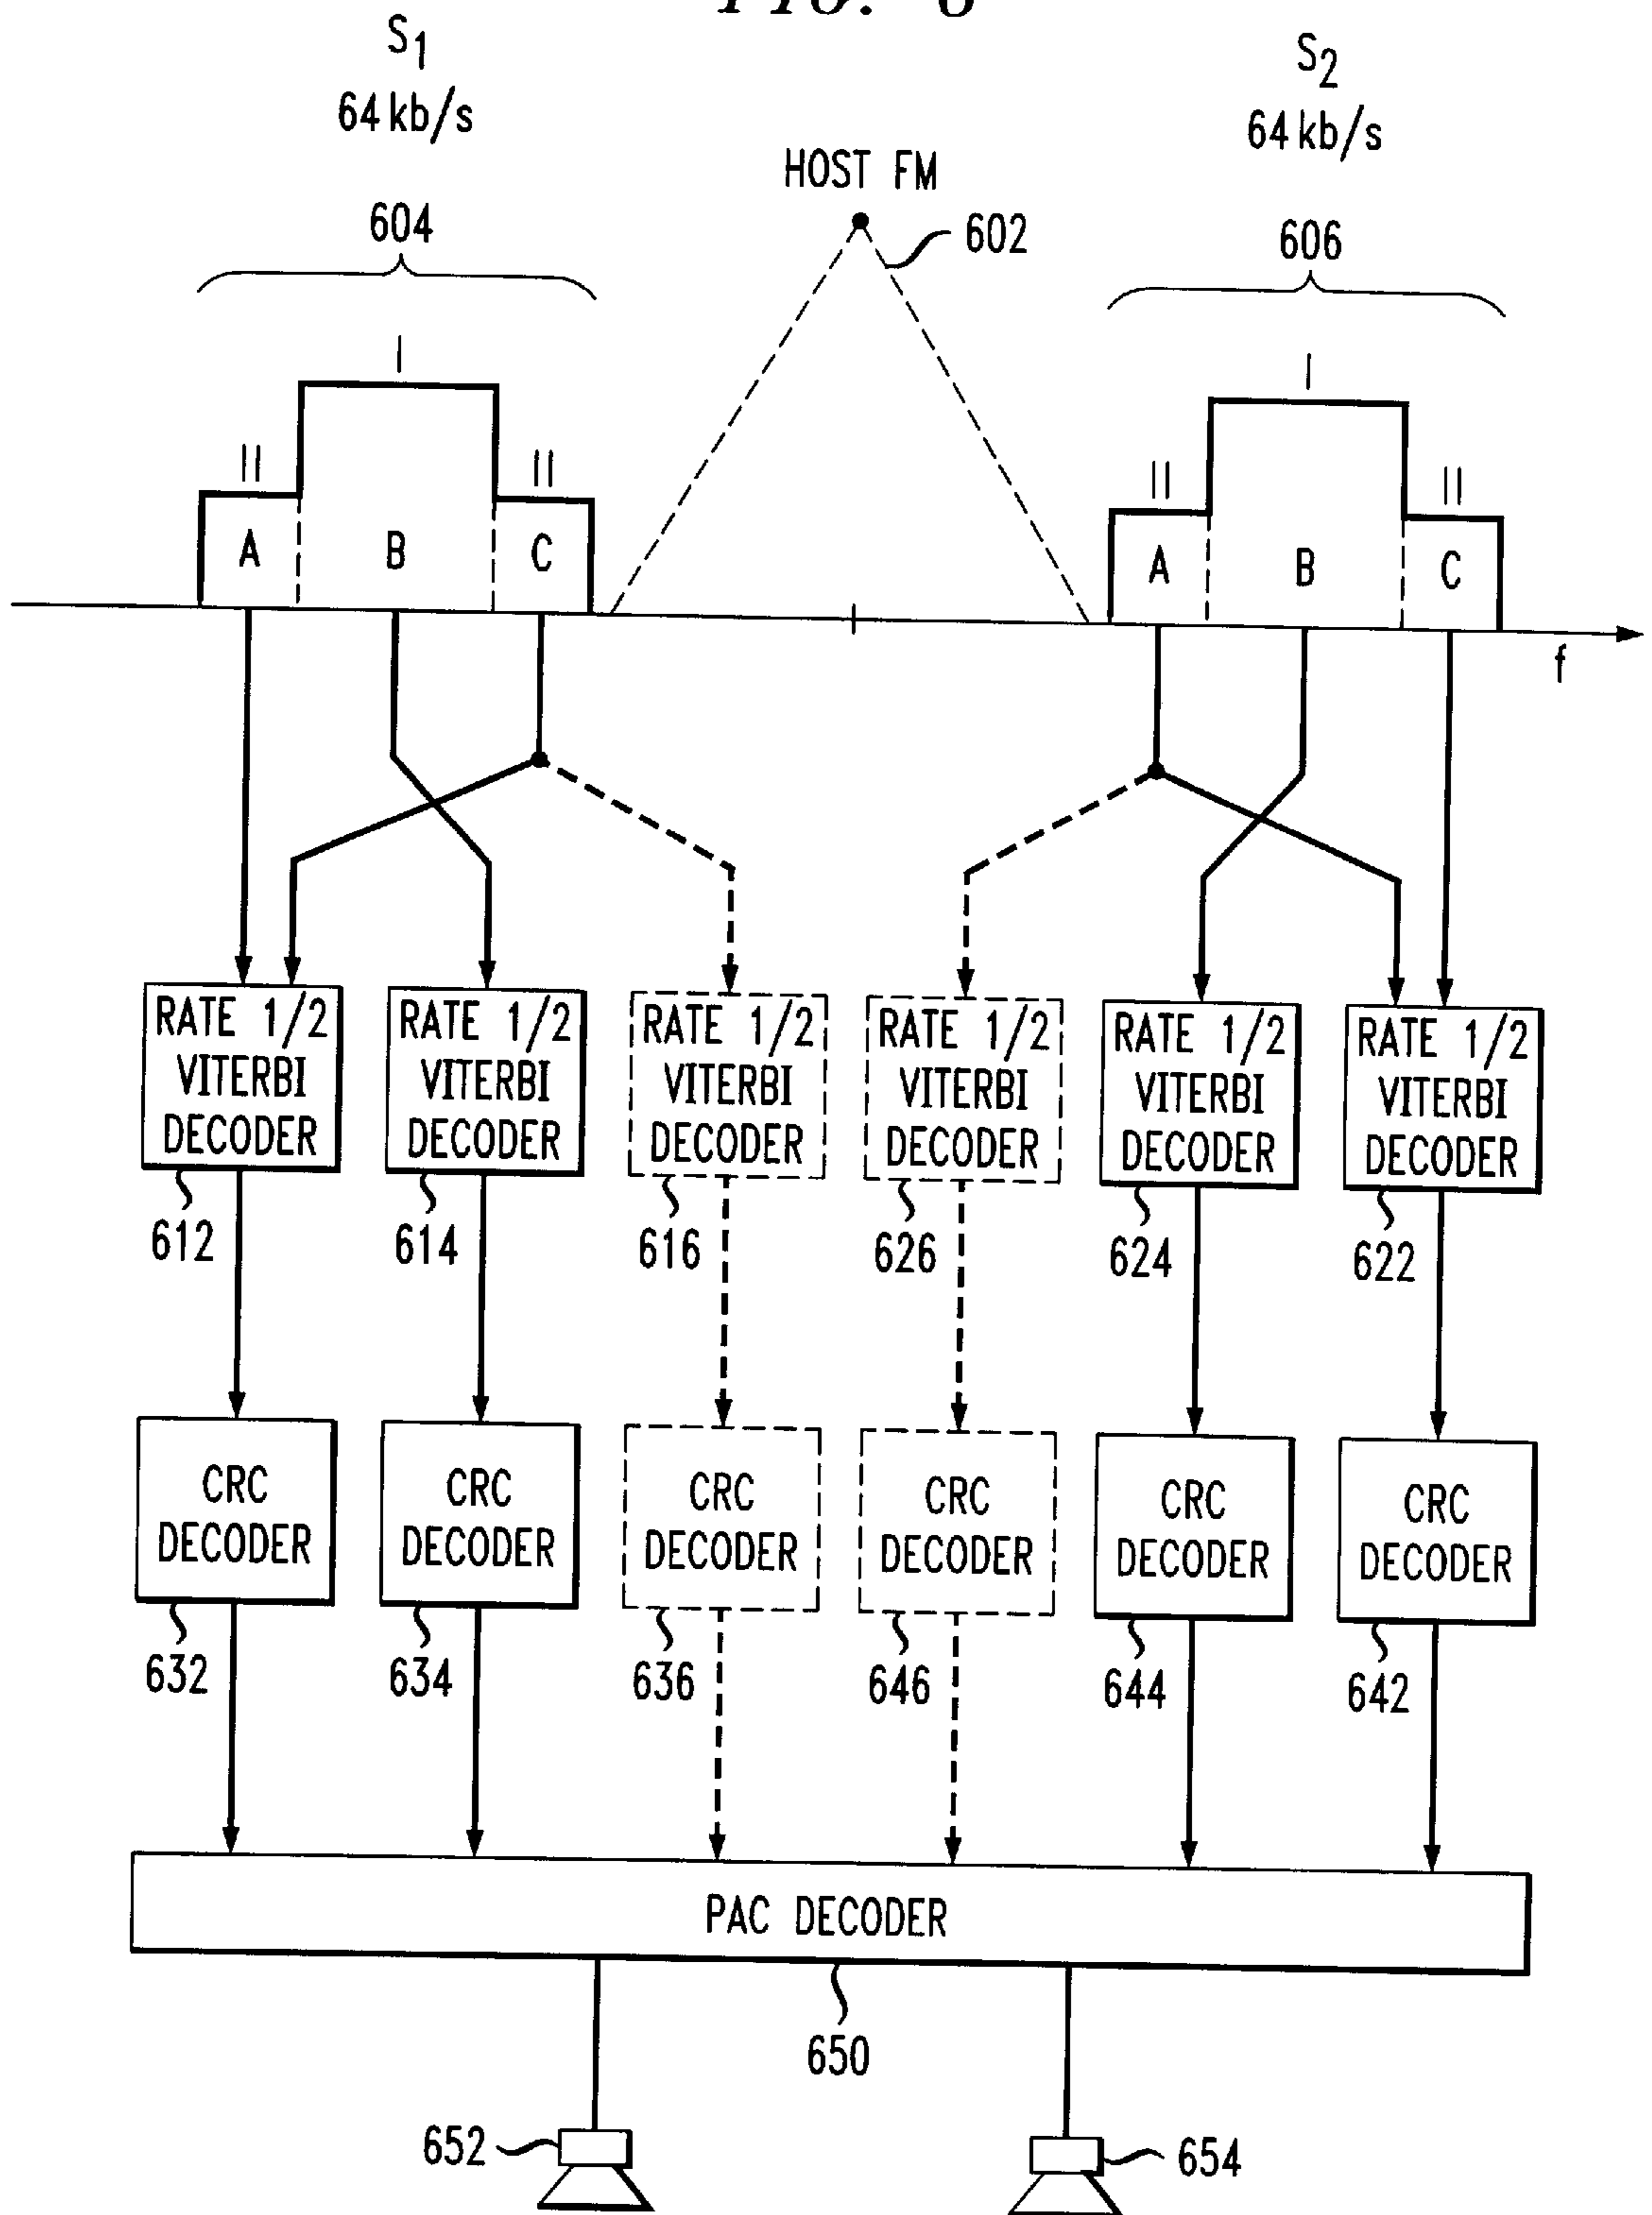 FIG. 6
S1
64 kb/s
S2
64 kb/s
HOST FM
602
604
606
I
I
II
II
II
II
A
B
C
A
B
C
f
RATE 1/2
VITERBI
DECODER
RATE 1/2
VITERBI
DECODER
RATE 1/2
VITERBI
DECODER
RATE 1/2
VITERBI
DECODER
RATE 1/2
VITERBI
DECODER
RATE 1/2
VITERBI
DECODER
612
614
616
626
624
622
CRC
DECODER
CRC
DECODER
CRC
DECODER
CRC
DECODER
CRC
DECODER
CRC
DECODER
632
634
636
646
644
642
PAC DECODER
650
652
654